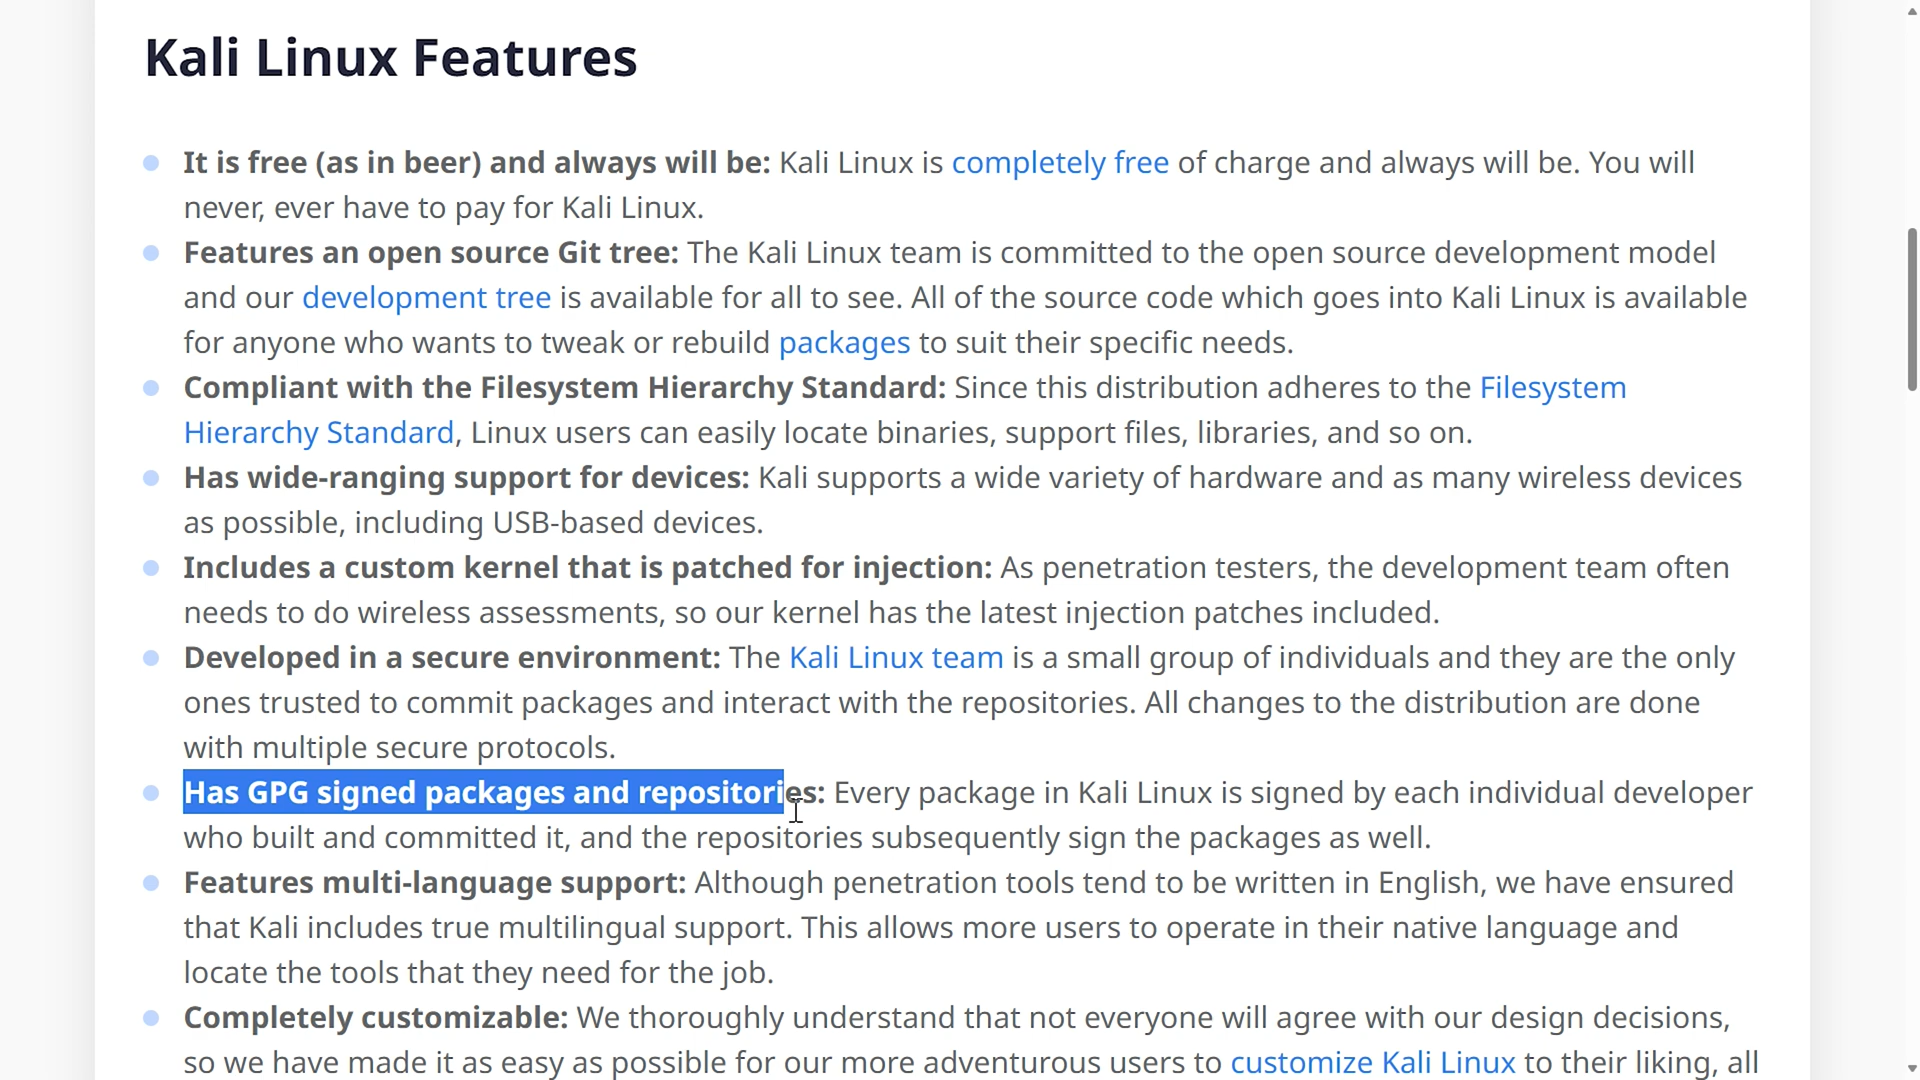 Kali Linux Features
It is free (as in beer) and always will be: Kali Linux is completely free of charge and always will be. You will
never, ever have to pay for Kali Linux.
Features an open source Git tree: The Kali Linux team is committed to the open source development model
and our development tree is available for all to see. All of the source code which goes into Kali Linux is available
for anyone who wants to tweak or rebuild packages to suit their specific needs.
Compliant with the Filesystem Hierarchy Standard: Since this distribution adheres to the Filesystem
Hierarchy Standard, Linux users can easily locate binaries, support files, libraries, and so on.
Has wide-ranging support for devices: Kali supports a wide variety of hardware and as many wireless devices
as possible, including USB-based devices.
Includes a custom kernel that is patched for injection: As penetration testers, the development team often
needs to do wireless assessments, so our kernel has the latest injection patches included.
Developed in a secure environment: The Kali Linux team is a small group of individuals and they are the only
ones trusted to commit packages and interact with the repositories. All changes to the distribution are done
with multiple secure protocols.
Has GPG signed packages and repositories: Every package in Kali Linux is signed by each individual developer
who built and committed it, and the repositories subsequently sign the packages as well.
Features multi-language support: Although penetration tools tend to be written in English, we have ensured
that Kali includes true multilingual support. This allows more users to operate in their native language and
locate the tools that they need for the job.
Completely customizable: We thoroughly understand that not everyone will agree with our design decisions,
so we have made it as easy as possible for our more adventurous users to customize Kali Linux to their liking, all